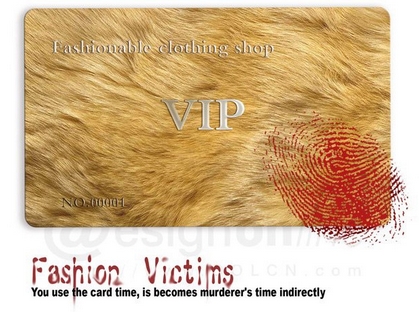 Fashionable clothing shop
VIP
NO.00001
Fashion Victims
You use the card time, is becomes murderer's time indirectly